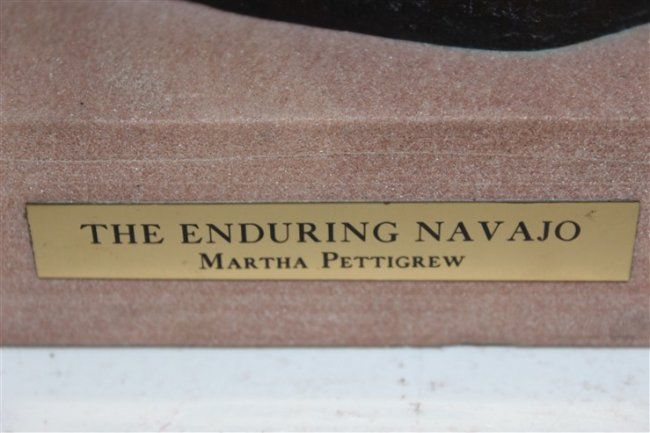 THE ENDURING NAVAJO
MARTHA PETTIGREW